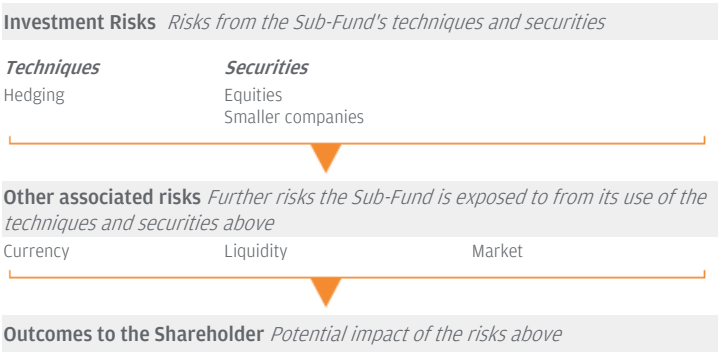 Investment Risks Risks from the Sub-Fund's techniques and securities
Techniques Securities
Hedging Equities
Smaller companies
Other associated risks Further risks the Sub-Fund is exposed to from its use of the
techniques and securities above
Currency Liquidity Market
Outcomes to the Shareholder Potential impact of the risks above